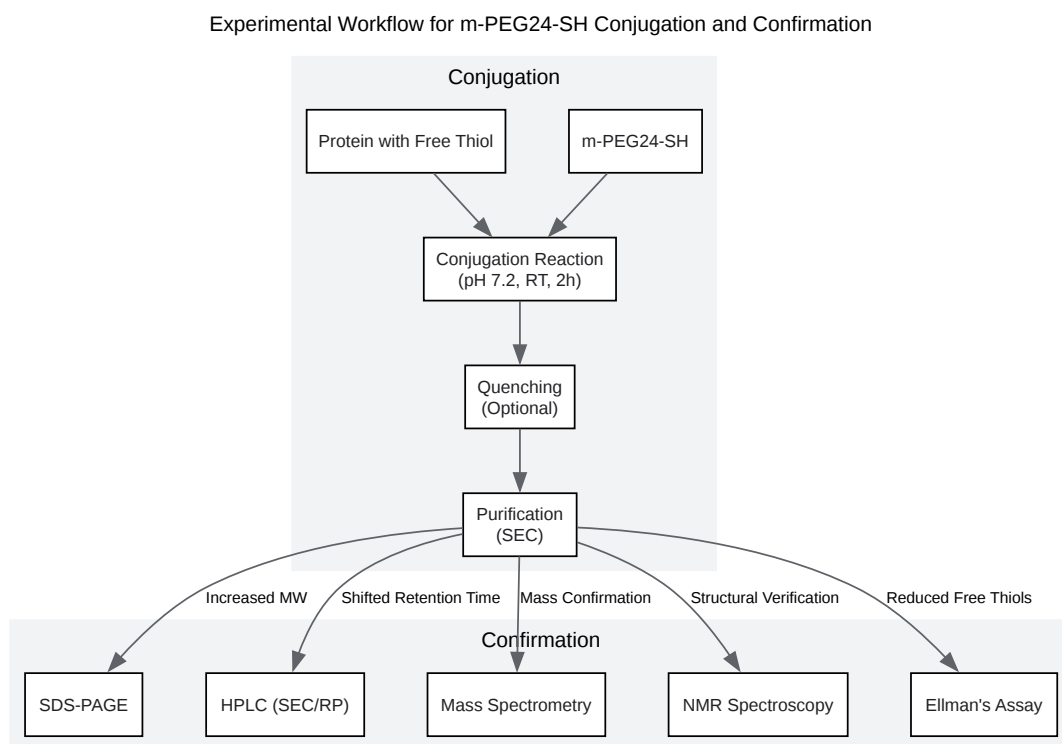 Experimental Workflow for m-PEG24-SH Conjugation and Confirmation
Conjugation
Protein with Free Thiol
m-PEG24-SH
Conjugation Reaction
(pH 7.2, RT, 2h)
Quenching
(Optional)
Purification
(SEC)
Increased MW
Shifted Retention Time
Mass Confirmation
Structural Verification
Reduced Free Thiols
Confirmation
SDS-PAGE
HPLC (SEC/RP)
Mass Spectrometry
NMR Spectroscopy
Ellman's Assay